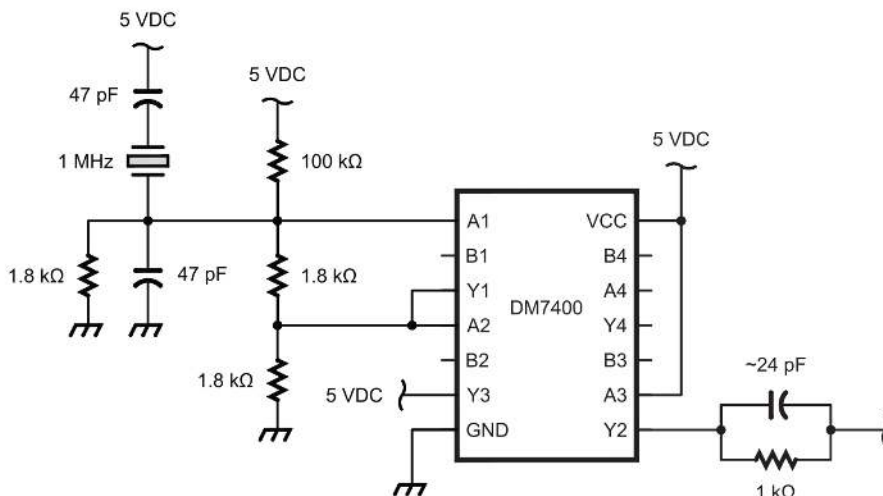 5 VDC
47 pF
1 MHz
1.8 kΩ
47 pF
5 VDC
100 kΩ
1.8 kΩ
1.8 kΩ
5 VDC
A1
B1
Y1
A2
B2
Y3
GND
DM7400
VCC
B4
A4
Y4
B3
A3
Y2
5 VDC
~24 pF
1 kΩ